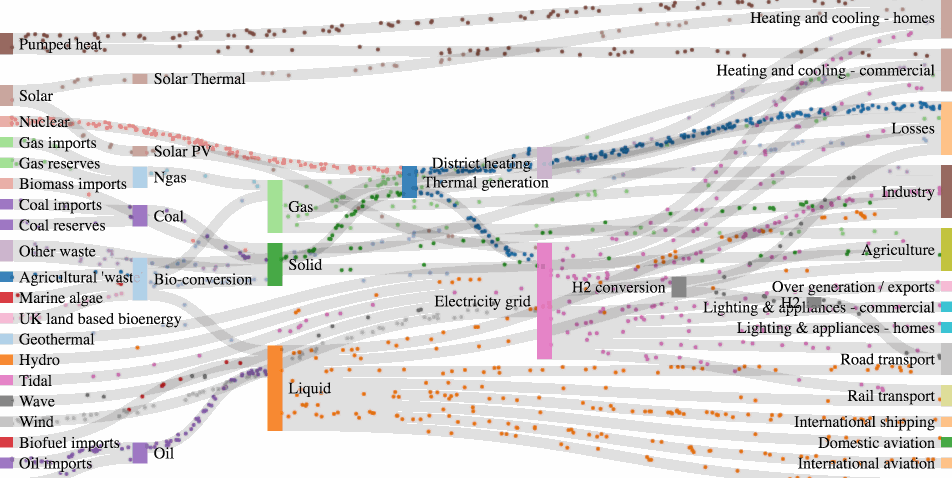 Pumped heat
Solar
Nuclear
Gas imports
Gas reserves
Biomass imports
Coal imports
Coal reserves
Other waste
Agricultural 'waste
Marine algae
UK land based bioenergy
Geothermal
Hydro
Tidal
Wave
Wind
Biofuel imports
Oil imports
Solar Thermal
Solar PV
Ngas
Coal
Bio-conversion
Oil
Gas
Solid
Liquid
District heating
Thermal generation
Electricity grid
H2 conversion
H2
Heating and cooling - homes
Heating and cooling - commercial
Losses
Industry
Agriculture
Over generation / exports
Lighting & appliances - commercial
Lighting & appliances - homes
Road transport
Rail transport
International shipping
Domestic aviation
International aviation